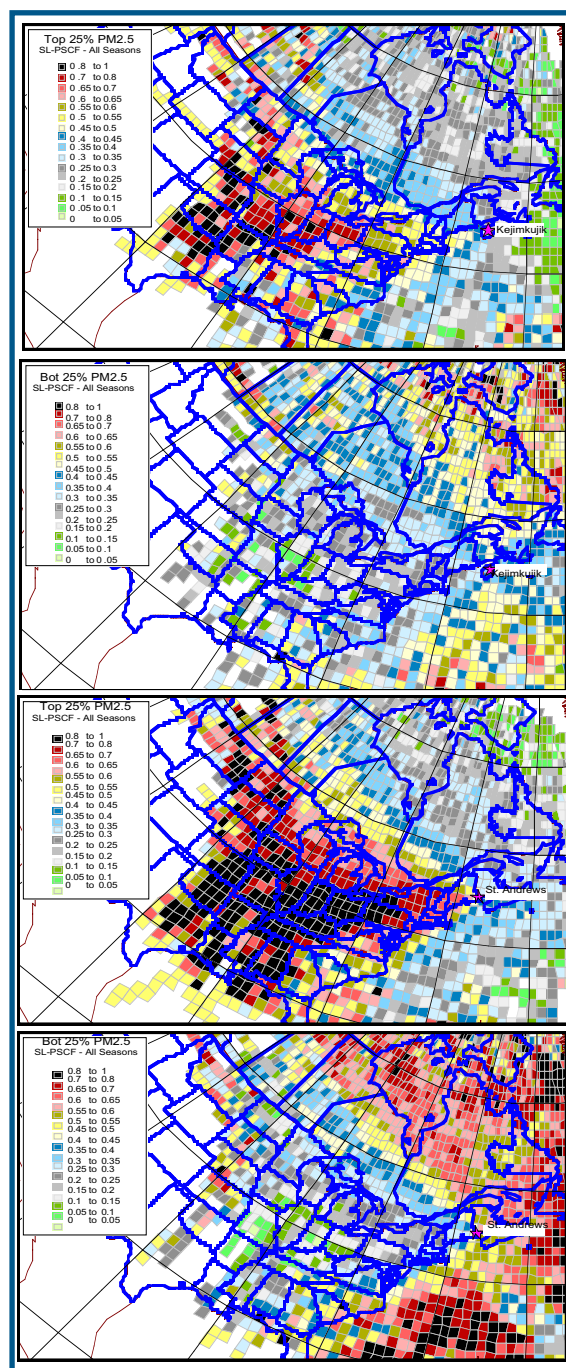 Top 25% PM2.5
SL-PSCF - All Seasons
0.8 to 1
0.7 to 0.8
0.65 to 0.7
0.6 to 0.65
0.55 to 0.6
0.5 to 0.55
0.45 to 0.5
0.4 to 0.45
0.35 to 0.4
0.3 to 0.35
0.25 to 0.3
0.2 to 0.25
0.15 to 0.2
0.1 to 0.15
0.05 to 0.1
0 to 0.05
Kejimkujik
Bot 25% PM2.5
SL-PSCF - All Seasons
0.8 to 1
0.7 to 0.8
0.65 to 0.7
0.6 to 0.65
0.55 to 0.6
0.5 to 0.55
0.45 to 0.5
0.4 to 0.45
0.35 to 0.4
0.3 to 0.35
0.25 to 0.3
0.2 to 0.25
0.15 to 0.2
0.1 to 0.15
0.05 to 0.1
0 to 0.05
Kejimkujik
Top 25% PM2.5
SL-PSCF - All Seasons
0.8 to 1
0.7 to 0.8
0.65 to 0.7
0.6 to 0.65
0.55 to 0.6
0.5 to 0.55
0.45 to 0.5
0.4 to 0.45
0.35 to 0.4
0.3 to 0.35
0.25 to 0.3
0.2 to 0.25
0.15 to 0.2
0.1 to 0.15
0.05 to 0.1
0 to 0.05
St. Andrews
Bot 25% PM2.5
SL-PSCF - All Seasons
0.8 to 1
0.7 to 0.8
0.65 to 0.7
0.6 to 0.65
0.55 to 0.6
0.5 to 0.55
0.45 to 0.5
0.4 to 0.45
0.35 to 0.4
0.3 to 0.35
0.25 to 0.3
0.2 to 0.25
0.15 to 0.2
0.1 to 0.15
0.05 to 0.1
0 to 0.05
St. Andrews